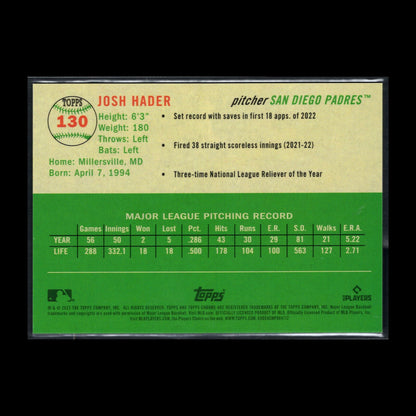 TOPPS
130
JOSH HADER
Height: 6'3"
Weight: 180
Throws: Left
Bats: Left
Home: Millersville, MD
Born: April 7, 1994
pitcher SAN DIEGO PADRES™
• Set record with saves in first 18 apps. of 2022
• Fired 38 straight scoreless innings (2021-22)
• Three-time National League Reliever of the Year
MAJOR LEAGUE PITCHING RECORD
Games Innings Won Lost Pct. Hits Runs E.R. S.O. Walks E.R.A.
YEAR 56 50 2 5 .286 43 30 29 81 21 5.22
LIFE 288 332.1 18 18 .500 178 104 100 563 127 2.71
Topps
PLAYERS